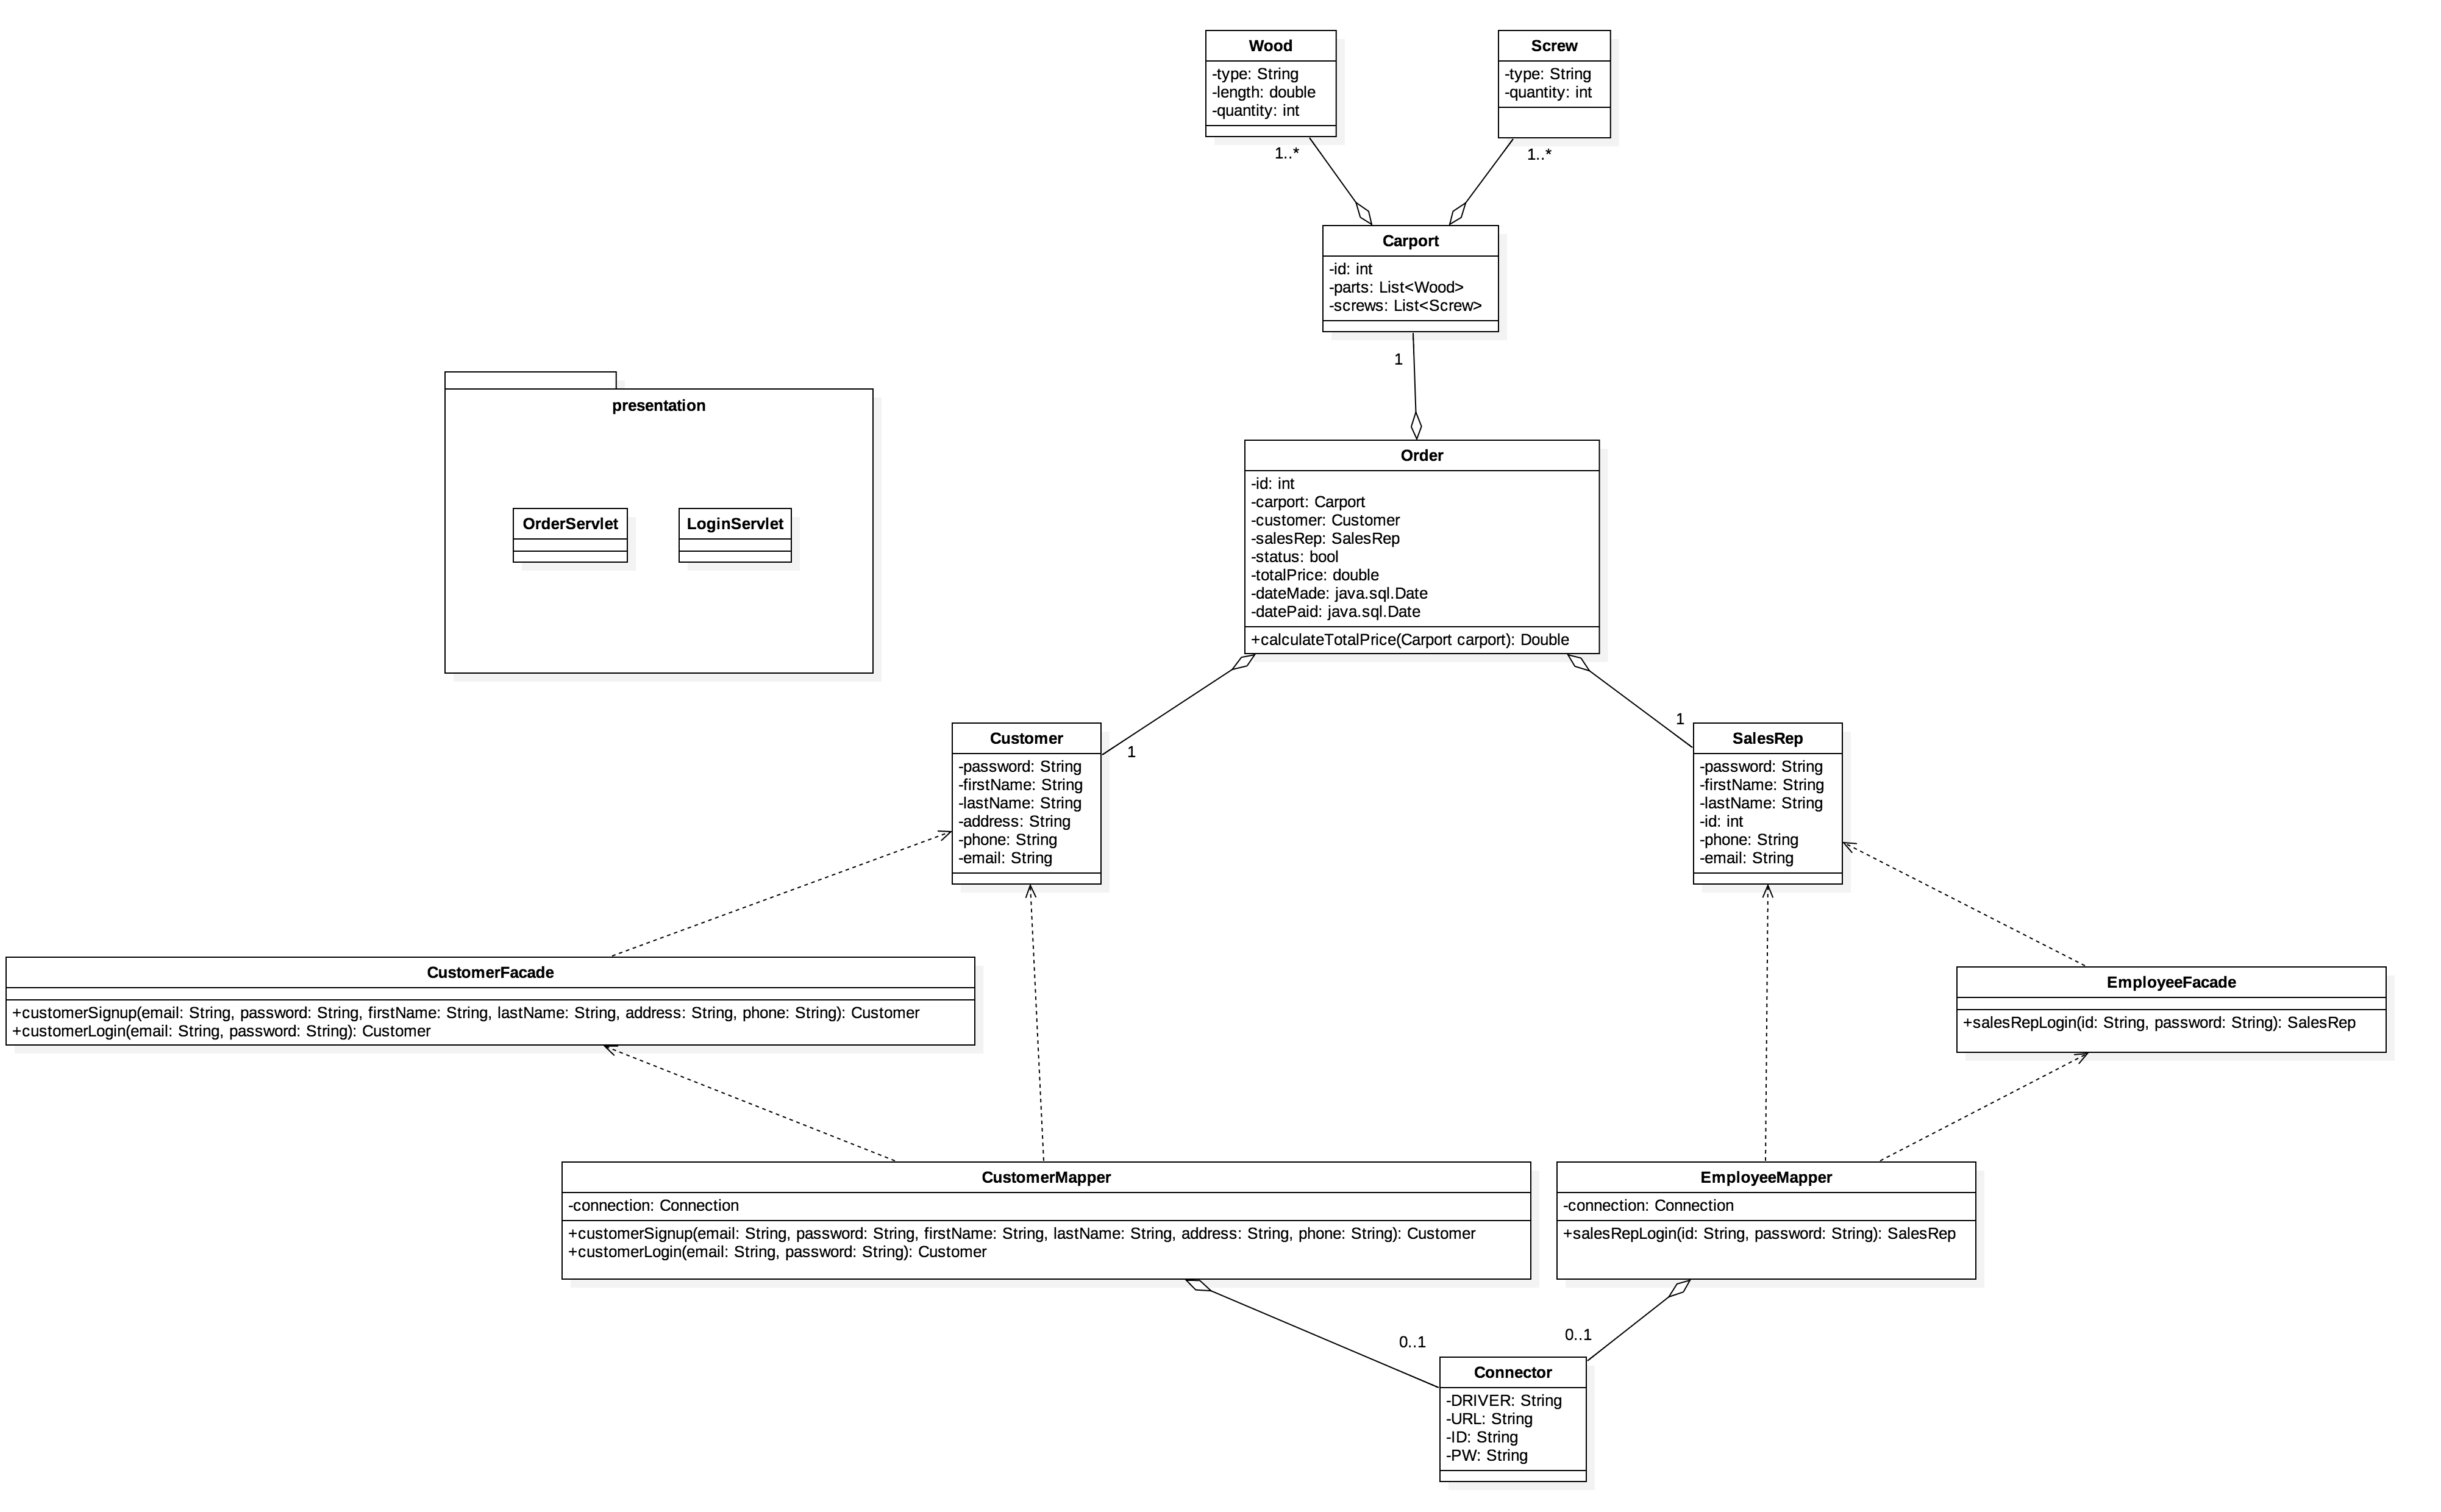 Wood
-type: String
-length: double
-quantity: int
1..*
Screw
-type: String
-quantity: int
1..*
Carport
-id: int
-parts: List<Wood>
-screws: List<Screw>
1
presentation
OrderServlet
LoginServlet
Order
-id: int
-carport: Carport
-customer: Customer
-salesRep: SalesRep
-status: bool
-totalPrice: double
-dateMade: java.sql.Date
-datePaid: java.sql.Date
+calculateTotalPrice(Carport carport): Double
Customer
-password: String
-firstName: String
-lastName: String
-address: String
-phone: String
-email: String
1
1
SalesRep
-password: String
-firstName: String
-lastName: String
-id: int
-phone: String
-email: String
CustomerFacade
+customerSignup(email: String, password: String, firstName: String, lastName: String, address: String, phone: String): Customer
+customerLogin(email: String, password: String): Customer
EmployeeFacade
+salesRepLogin(id: String, password: String): SalesRep
CustomerMapper
-connection: Connection
+customerSignup(email: String, password: String, firstName: String, lastName: String, address: String, phone: String): Customer
+customerLogin(email: String, password: String): Customer
EmployeeMapper
-connection: Connection
+salesRepLogin(id: String, password: String): SalesRep
0..1
0..1
Connector
-DRIVER: String
-URL: String
-ID: String
-PW: String